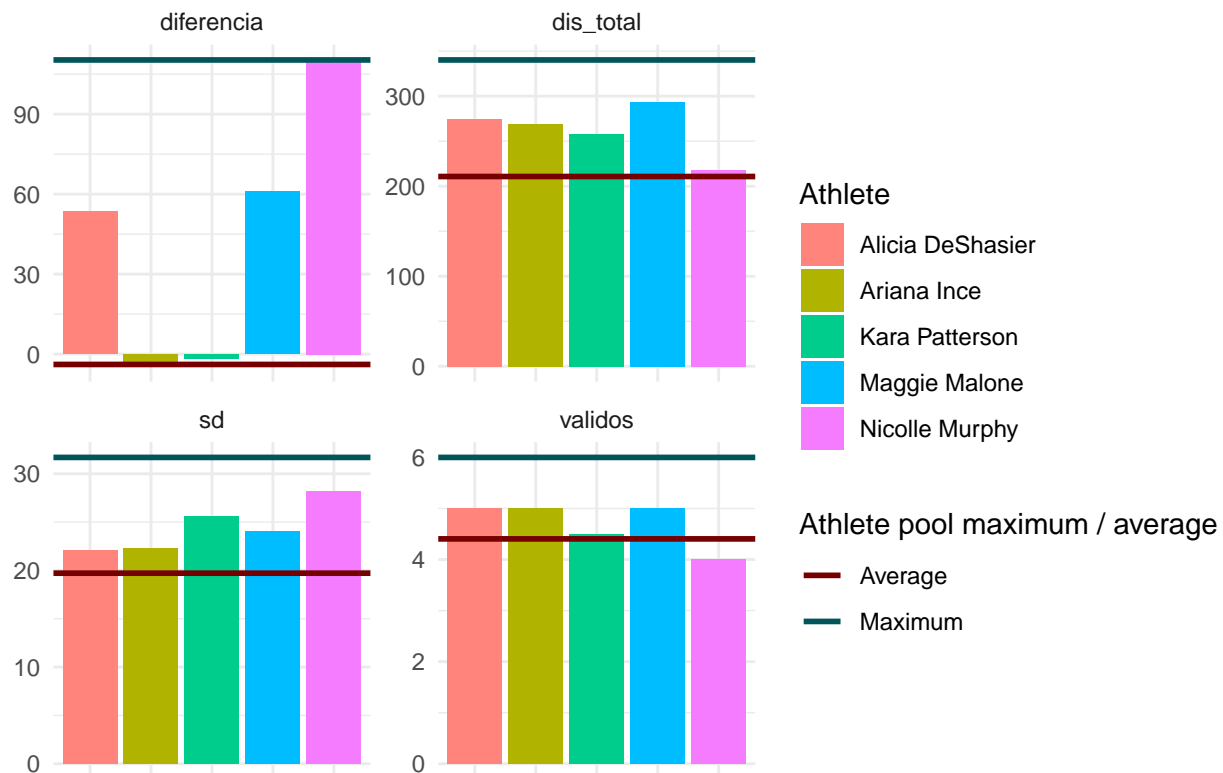 diferencia
dis_total
90
60
30
0
300
200
100
0
sd
validos
30
20
10
0
6
4
2
0
Athlete
Alicia DeShasier
Ariana Ince
Kara Patterson
Maggie Malone
Nicolle Murphy
Athlete pool maximum / average
Average
Maximum